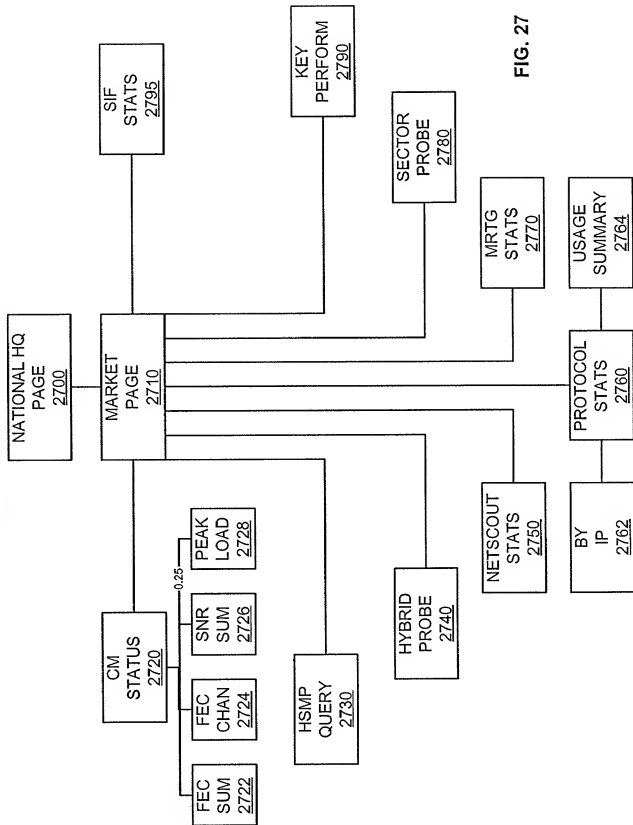 NATIONAL HQ
PAGE
2700
SIF
STATS
2795
MARKET
PAGE
2710
CM
STATUS
2720
0.25
FEC
SUM
2722
FEC
CHAN
2724
SNR
SUM
2726
PEAK
LOAD
2728
KEY
PERFORM
2790
HSMP
QUERY
2730
SECTOR
PROBE
2780
HYBRID
PROBE
2740
MRTG
STATS
2770
NETSCOUT
STATS
2750
BY
IP
2762
PROTOCOL
STATS
2760
USAGE
SUMMARY
2764
FIG. 27